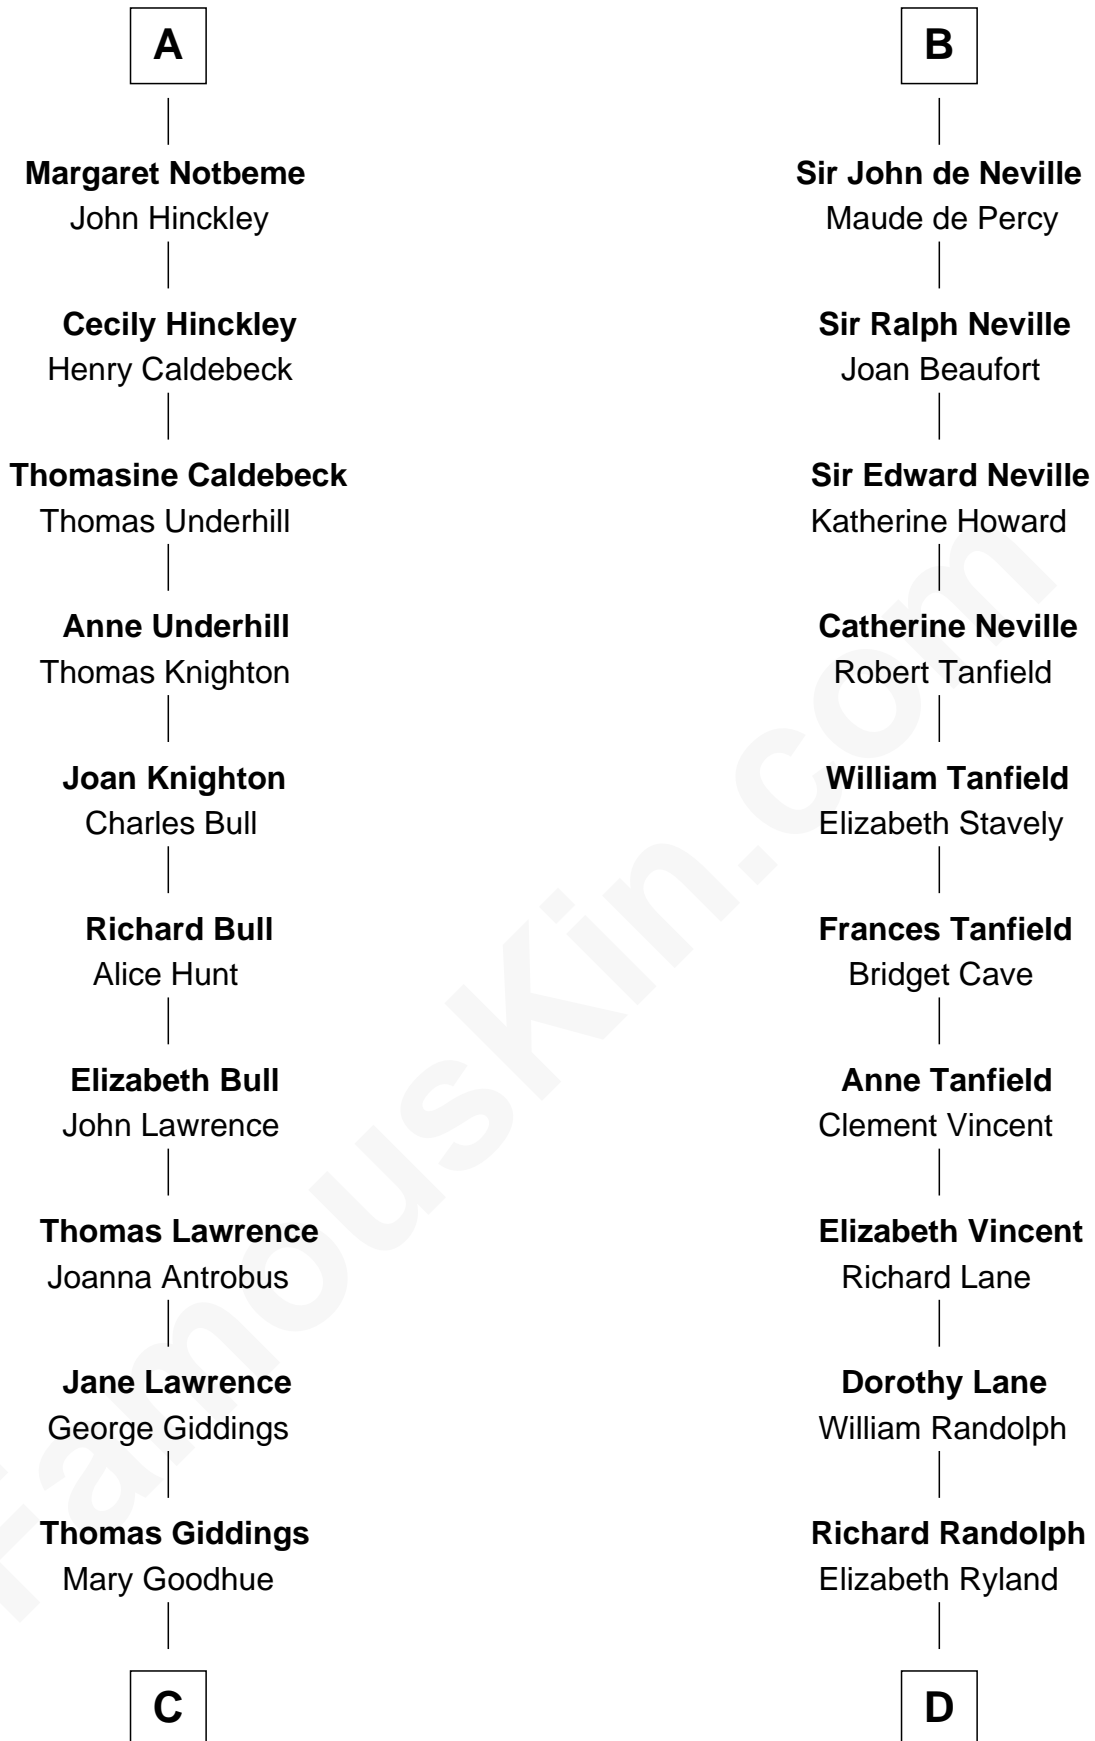 A
Margaret Notbeme
John Hinckley
Cecily Hinckley
Henry Caldebeck
Thomasine Caldebeck
Thomas Underhill
Anne Underhill
Thomas Knighton
Joan Knighton
Charles Bull
Richard Bull
Alice Hunt
Elizabeth Bull
John Lawrence
Thomas Lawrence
Joanna Antrobus
Jane Lawrence
George Giddings
Thomas Giddings
Mary Goodhue
C
B
Sir John de Neville
Maude de Percy
Sir Ralph Neville
Joan Beaufort
Sir Edward Neville
Katherine Howard
Catherine Neville
Robert Tanfield
William Tanfield
Elizabeth Stavely
Frances Tanfield
Bridget Cave
Anne Tanfield
Clement Vincent
Elizabeth Vincent
Richard Lane
Dorothy Lane
William Randolph
Richard Randolph
Elizabeth Ryland
D
FamousKin.com